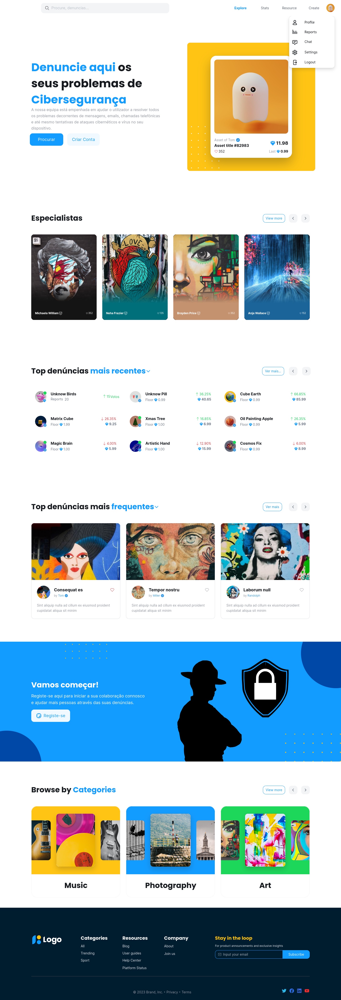 Procure, denuncias...
Explore
Stats
Resource
Create
Profile
Reports
Chat
Settings
Logout
Denuncie aqui os
seus problemas de
Cibersegurança
A nossa equipa está empenhada em ajudar o utilizador a resolver todos
os problemas decorrentes de mensagens, emails, chamadas telefónicas
e até mesmo tentativas de ataques cibernéticos e vírus no seu
dispositivo.
Procurar
Criar Conta
Asset of Tom
11.98
Asset title #82983
352
Last 0.99
Especialistas
View more
95
LOVE
Michaela William
352
Neha Frazier
135
Brayden Price
352
Anja Wallace
152
Top denúncias mais recentes
Ver mais...
Unknow Birds
Reports 20
15 Votos
Unknow Pill
Floor 0.99
36.25%
40.65
Cube Earth
Floor 0.99
66.85%
85.99
Matrix Cube
Floor 1.99
26.35%
9.25
Xmas Tree
Floor 1.00
16.85%
6.99
Oil Painting Apple
Floor 0.99
26.35%
5.99
Magic Brain
Floor 1.00
4.00%
5.99
Artistic Hand
Floor 1.00
12.90%
15.99
Cosmos Fix
Floor 0.99
6.00%
8.99
Top denúncias mais frequentes
Ver mais
Consequat es
by Tom
Sint aliquip nulla ad cillum ex eiusmod proident
cupidatat aliqua sit minim
Tempor nostru
by Miller
Sint aliquip nulla ad cillum ex eiusmod proident
cupidatat aliqua sit minim
Laborum null
by Randolph
Sint aliquip nulla ad cillum ex eiusmod proident
cupidatat aliqua sit minim
Vamos começar!
Registe-se aqui para iniciar a sua colaboração connosco
e ajudar mais pessoas através das suas denúncias.
Registe-se
Browse by Categories
View more
Music
Photography
Art
Logo
Categories
All
Trending
Sport
Resources
Blog
User guides
Help Center
Platform Status
Company
About
Join us
Stay in the loop
For product announcements and exclusive insights
Input your email
Subscribe
© 2023 Brand, Inc. • Privacy • Terms